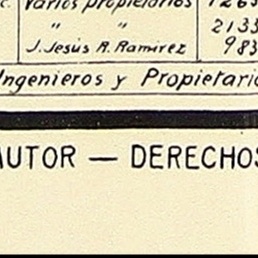 c. Varios propietarios 1265
" " 2133
J. Jesús R. Ramírez 983
Ingenieros y Propietario
AUTOR — DERECHOS